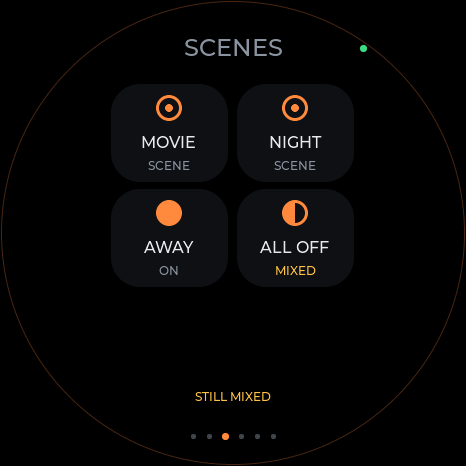 SCENES
MOVIE
SCENE
NIGHT
SCENE
AWAY
ON
ALL OFF
MIXED
STILL MIXED